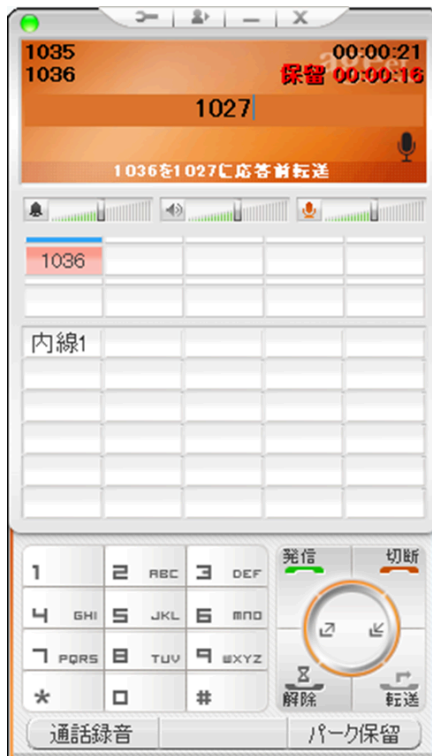 1035 00:00:21
1036 保留 00:00:16
1027
1036を1027に応答前転送
1036
内線1
1 2 ABC 3 DEF
4 GHI 5 JKL 6 MNO
7 PQRS 8 TUV 9 WXYZ
* 0 #
発信 切断
解除 転送
通話録音 パーク保留